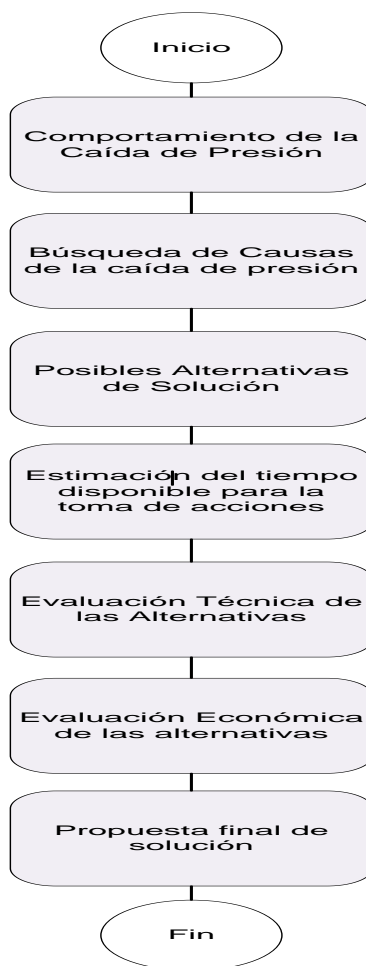 Inicio
Comportamiento de la
Caída de Presión
Búsqueda de Causas
de la caída de presión
Posibles Alternativas
de Solución
Estimación del tiempo
disponible para la
toma de acciones
Evaluación Técnica de
las Alternativas
Evaluación Económica
de las alternativas
Propuesta final de
solución
Fin